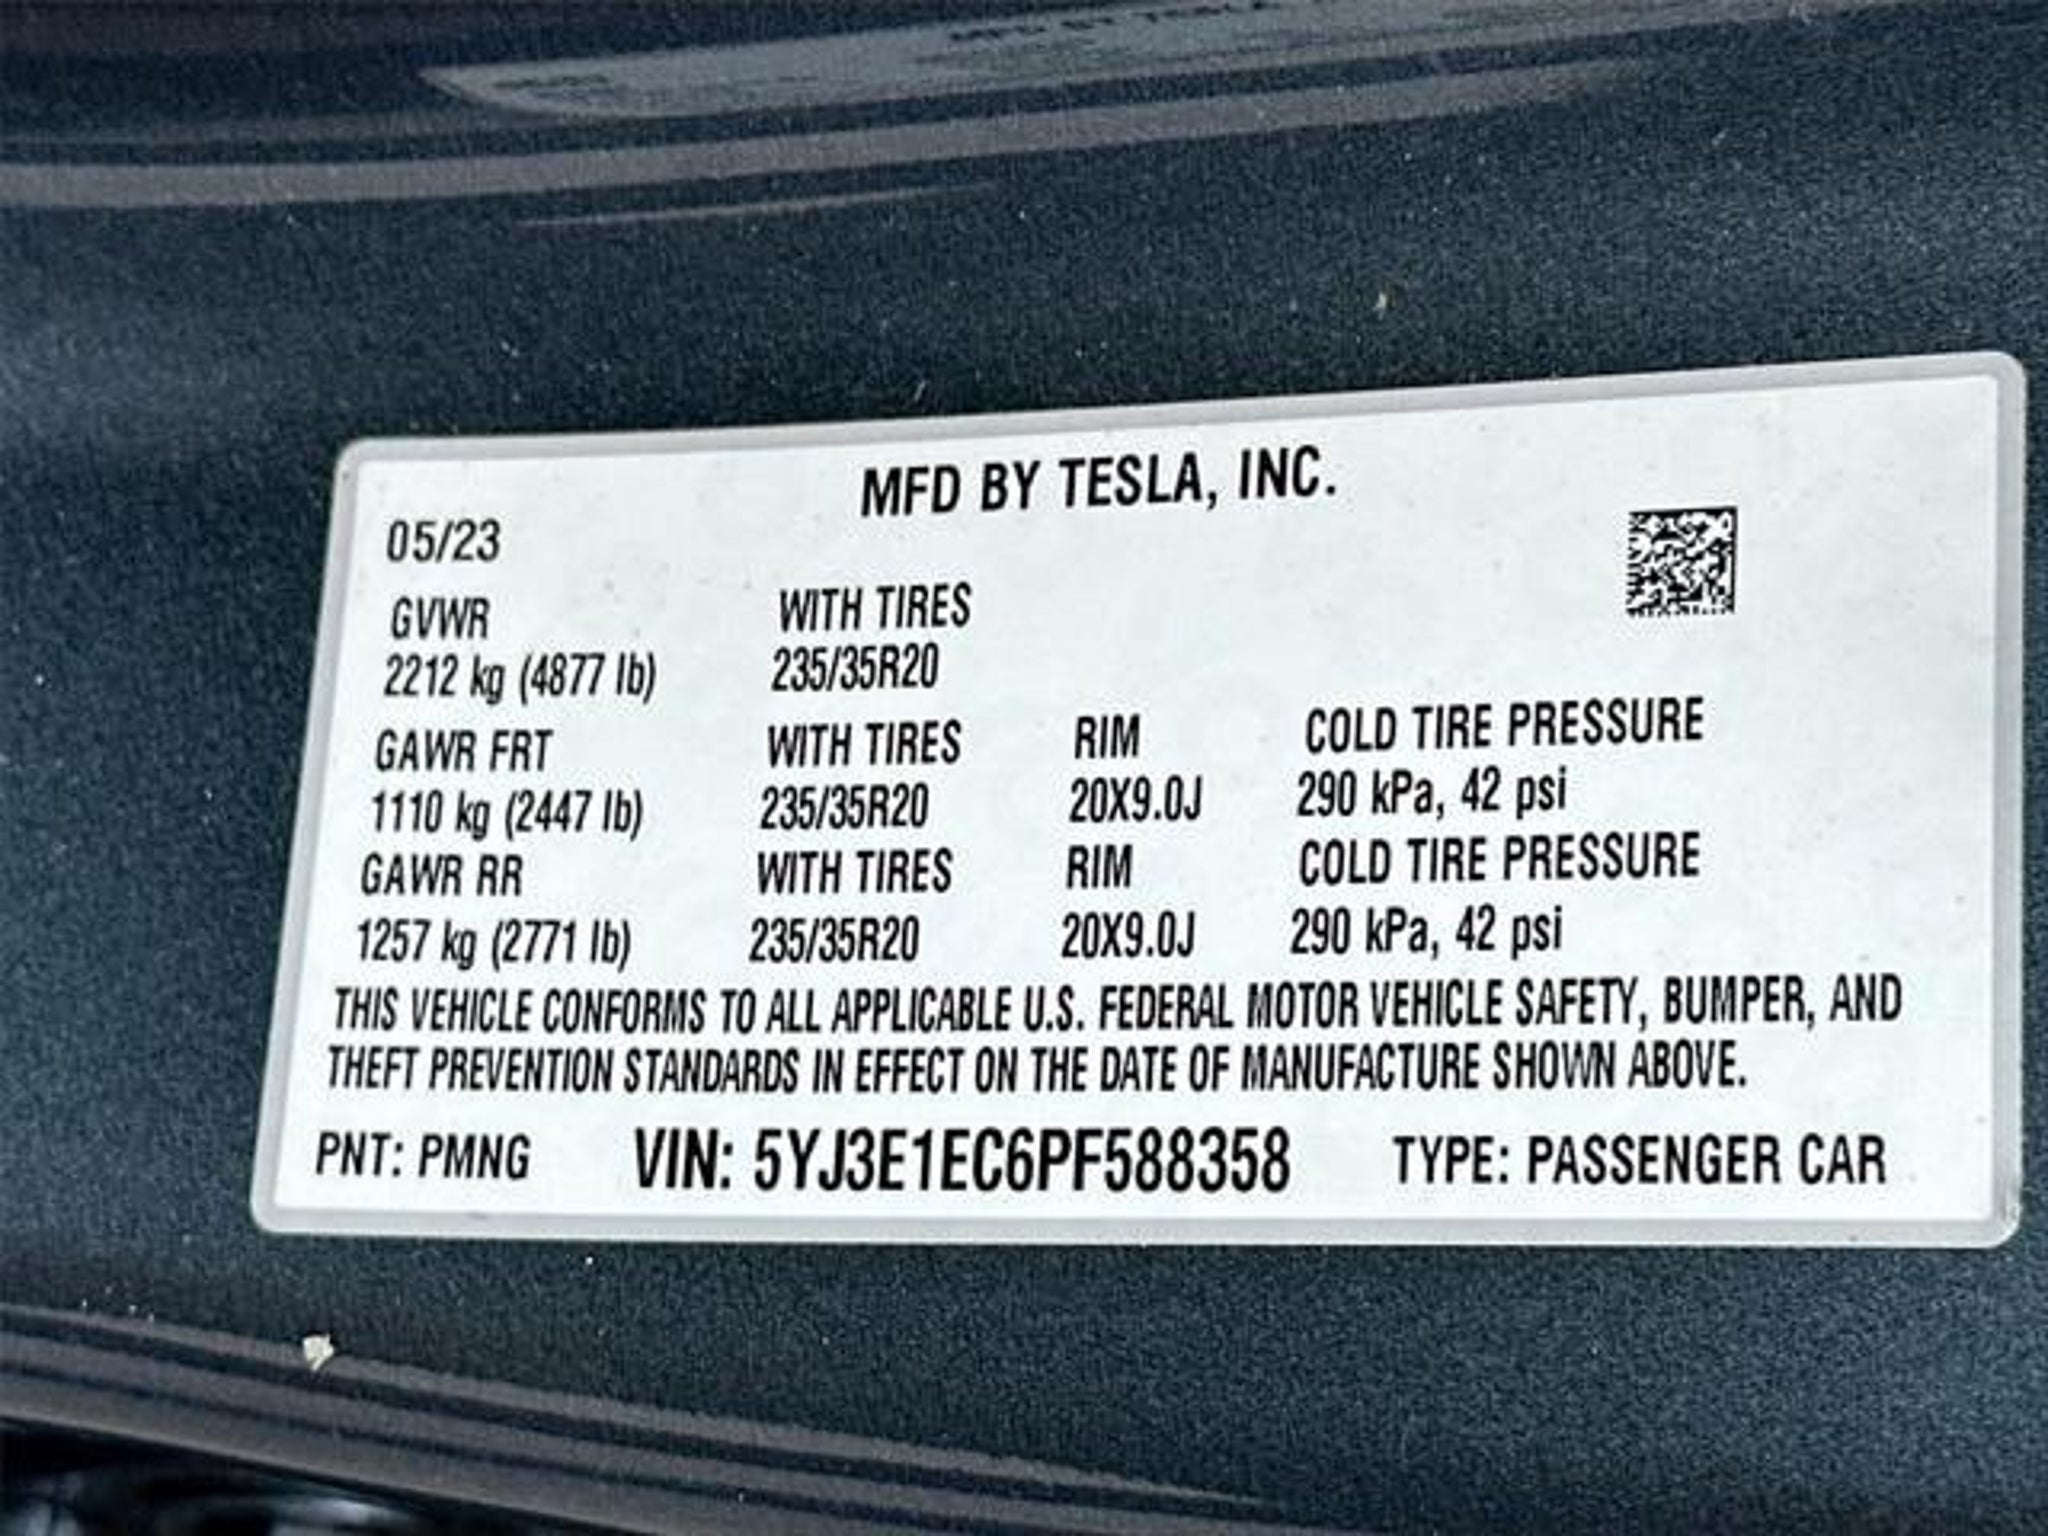 MFD BY TESLA, INC.
05/23
GVWR WITH TIRES
2212 kg (4877 lb) 235/35R20
GAWR FRT WITH TIRES RIM COLD TIRE PRESSURE
1110 kg (2447 lb) 235/35R20 20X9.0J 290 kPa, 42 psi
GAWR RR WITH TIRES RIM COLD TIRE PRESSURE
1257 kg (2771 lb) 235/35R20 20X9.0J 290 kPa, 42 psi
THIS VEHICLE CONFORMS TO ALL APPLICABLE U.S. FEDERAL MOTOR VEHICLE SAFETY, BUMPER, AND
THEFT PREVENTION STANDARDS IN EFFECT ON THE DATE OF MANUFACTURE SHOWN ABOVE.
PNT: PMNG VIN: 5YJ3E1EC6PF588358 TYPE: PASSENGER CAR